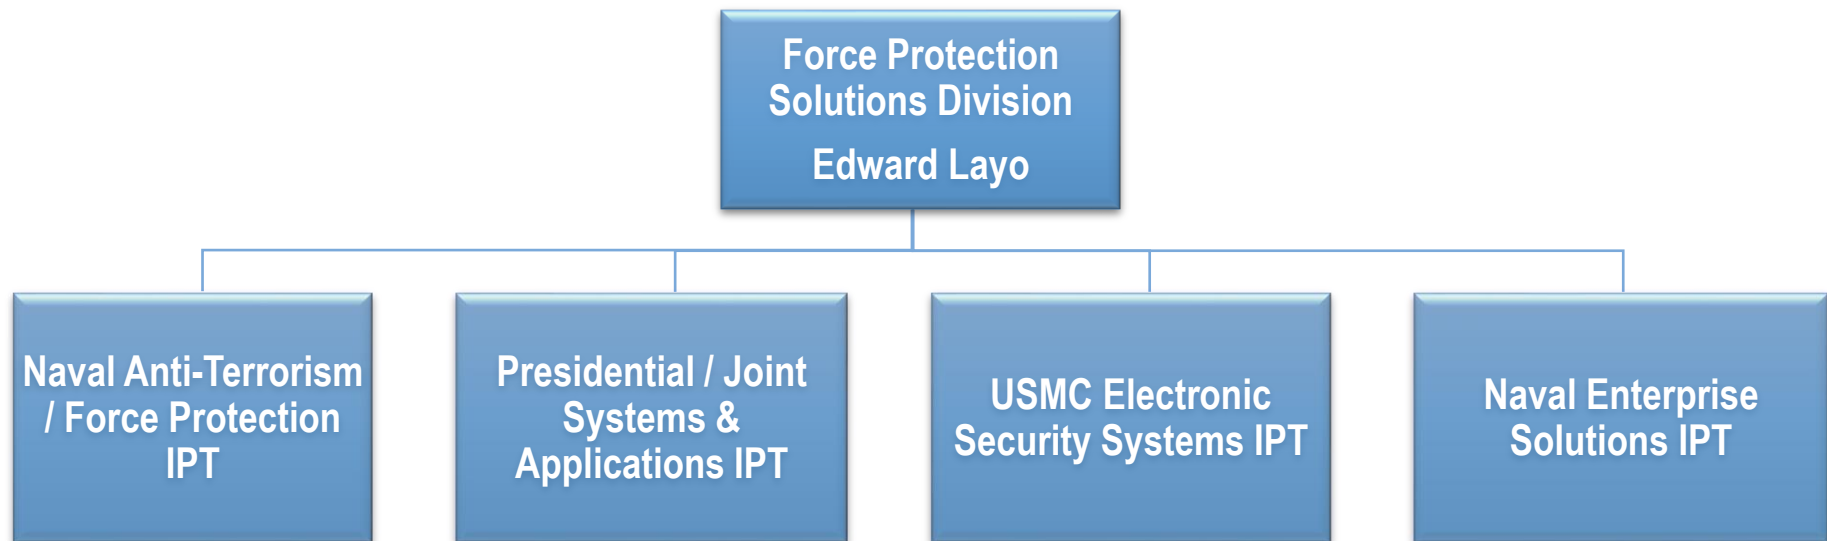 Force Protection
Solutions Division
Edward Layo
Naval Anti-Terrorism
/ Force Protection
IPT
Presidential / Joint
Systems &
Applications IPT
USMC Electronic
Security Systems IPT
Naval Enterprise
Solutions IPT